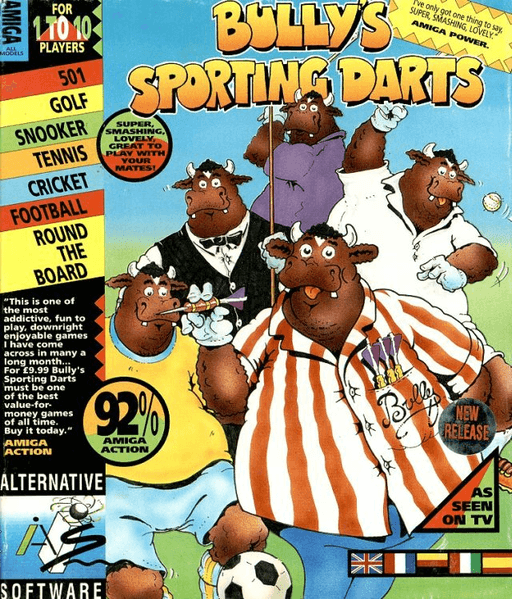 AMIGA
ALL
MODELS
FOR
1 TO 10
PLAYERS
501
GOLF
SNOOKER
TENNIS
CRICKET
FOOTBALL
ROUND
THE
BOARD
"This is one of
the most
addictive, fun to
play, downright
enjoyable games
I have come
across in many a
long month...
For £9.99 Bully's
Sporting Darts
must be one
of the best
value-for-
money games
of all time.
Buy it today."
AMIGA
ACTION
ALTERNATIVE
SOFTWARE
BULLY'S
SPORTING DARTS
I've only got one thing to say,
SUPER, SMASHING, LOVELY."
AMIGA POWER.
SUPER,
SMASHING,
LOVELY,
GREAT TO
PLAY WITH
YOUR
MATES!
92%
AMIGA
ACTION
Bully
NEW
RELEASE
AS
SEEN
ON TV